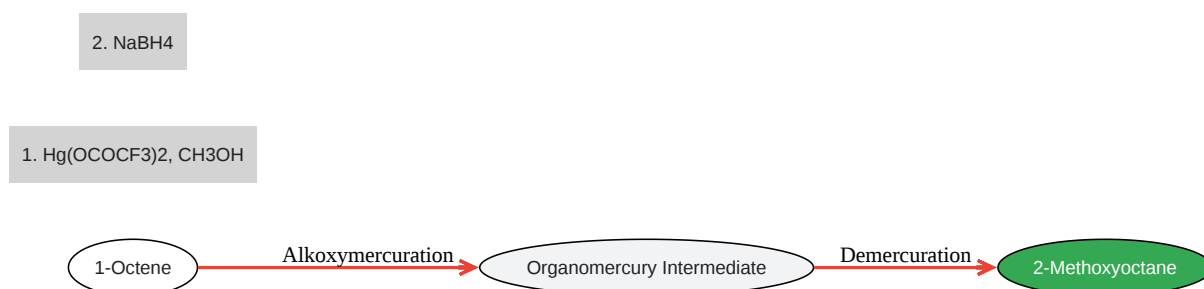 2. NaBH4
1. Hg(OCOCF3)2, CH3OH
1-Octene
Alkoxymercuration
Organomercury Intermediate
Demercuration
2-Methoxyoctane